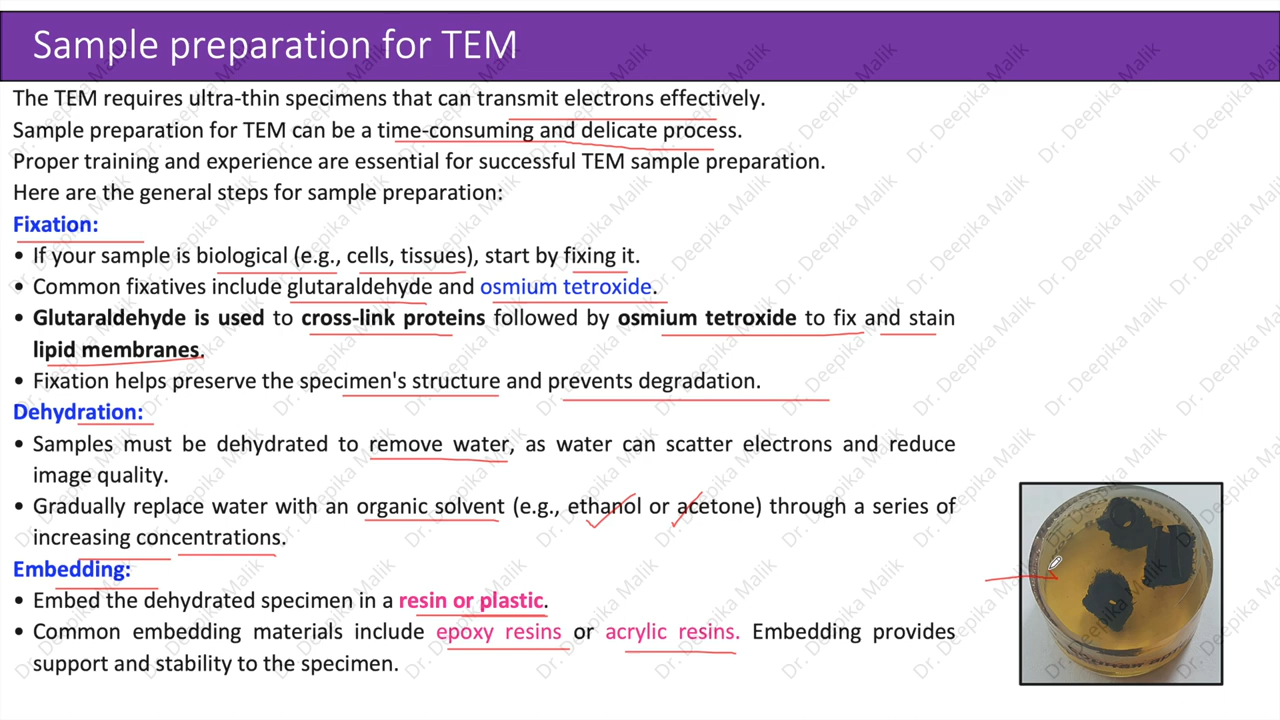 Sample preparation for TEM
The TEM requires ultra-thin specimens that can transmit electrons effectively.
Sample preparation for TEM can be a time-consuming and delicate process.
Proper training and experience are essential for successful TEM sample preparation.
Here are the general steps for sample preparation:
Fixation:
• If your sample is biological (e.g., cells, tissues), start by fixing it.
• Common fixatives include glutaraldehyde and osmium tetroxide.
• Glutaraldehyde is used to cross-link proteins followed by osmium tetroxide to fix and stain
lipid membranes.
• Fixation helps preserve the specimen's structure and prevents degradation.
Dehydration:
• Samples must be dehydrated to remove water, as water can scatter electrons and reduce
image quality.
• Gradually replace water with an organic solvent (e.g., ethanol or acetone) through a series of
increasing concentrations.
Embedding:
• Embed the dehydrated specimen in a resin or plastic.
• Common embedding materials include epoxy resins or acrylic resins. Embedding provides
support and stability to the specimen.
Dr. Deepika Malik